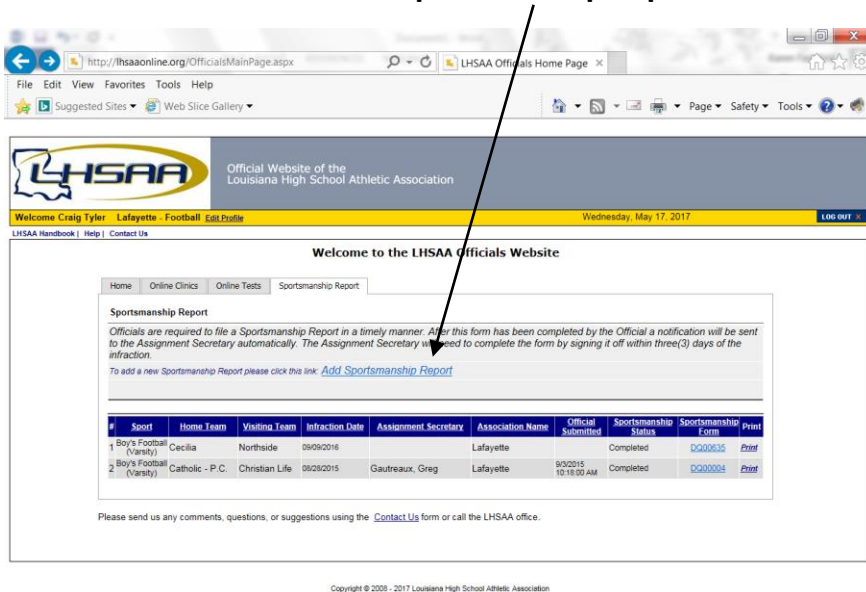 http://lhsaaonline.org/OfficialsMainPage.aspx
LHSAA Officials Home Page
File Edit View Favorites Tools Help
Suggested Sites Web Slice Gallery Page Safety Tools
LHSAA
Official Website of the
Louisiana High School Athletic Association
Welcome Craig Tyler Lafayette - Football Edit Profile Wednesday, May 17, 2017 LOG OUT X
LHSAA Handbook | Help | Contact Us
Welcome to the LHSAA Officials Website
Home Online Clinics Online Tests Sportsmanship Report
Sportsmanship Report
Officials are required to file a Sportsmanship Report in a timely manner. After this form has been completed by the Official a notification will be sent
to the Assignment Secretary automatically. The Assignment Secretary will need to complete the form by signing it off within three(3) days of the
infraction.
To add a new Sportsmanship Report please click this link: Add Sportsmanship Report
# Sport Home Team Visiting Team Infraction Date Assignment Secretary Association Name Official Submitted Sportsmanship Status Sportsmanship Form Print
1 Boy's Football (Varsity) Cecilia Northside 09/09/2016 Lafayette Completed DQ00635 Print
2 Boy's Football (Varsity) Catholic - P.C. Christian Life 08/28/2015 Gautreaux, Greg Lafayette 9/3/2015 10:18:00 AM Completed DQ00004 Print
Please send us any comments, questions, or suggestions using the Contact Us form or call the LHSAA office.
Copyright © 2008 - 2017 Louisiana High School Athletic Association